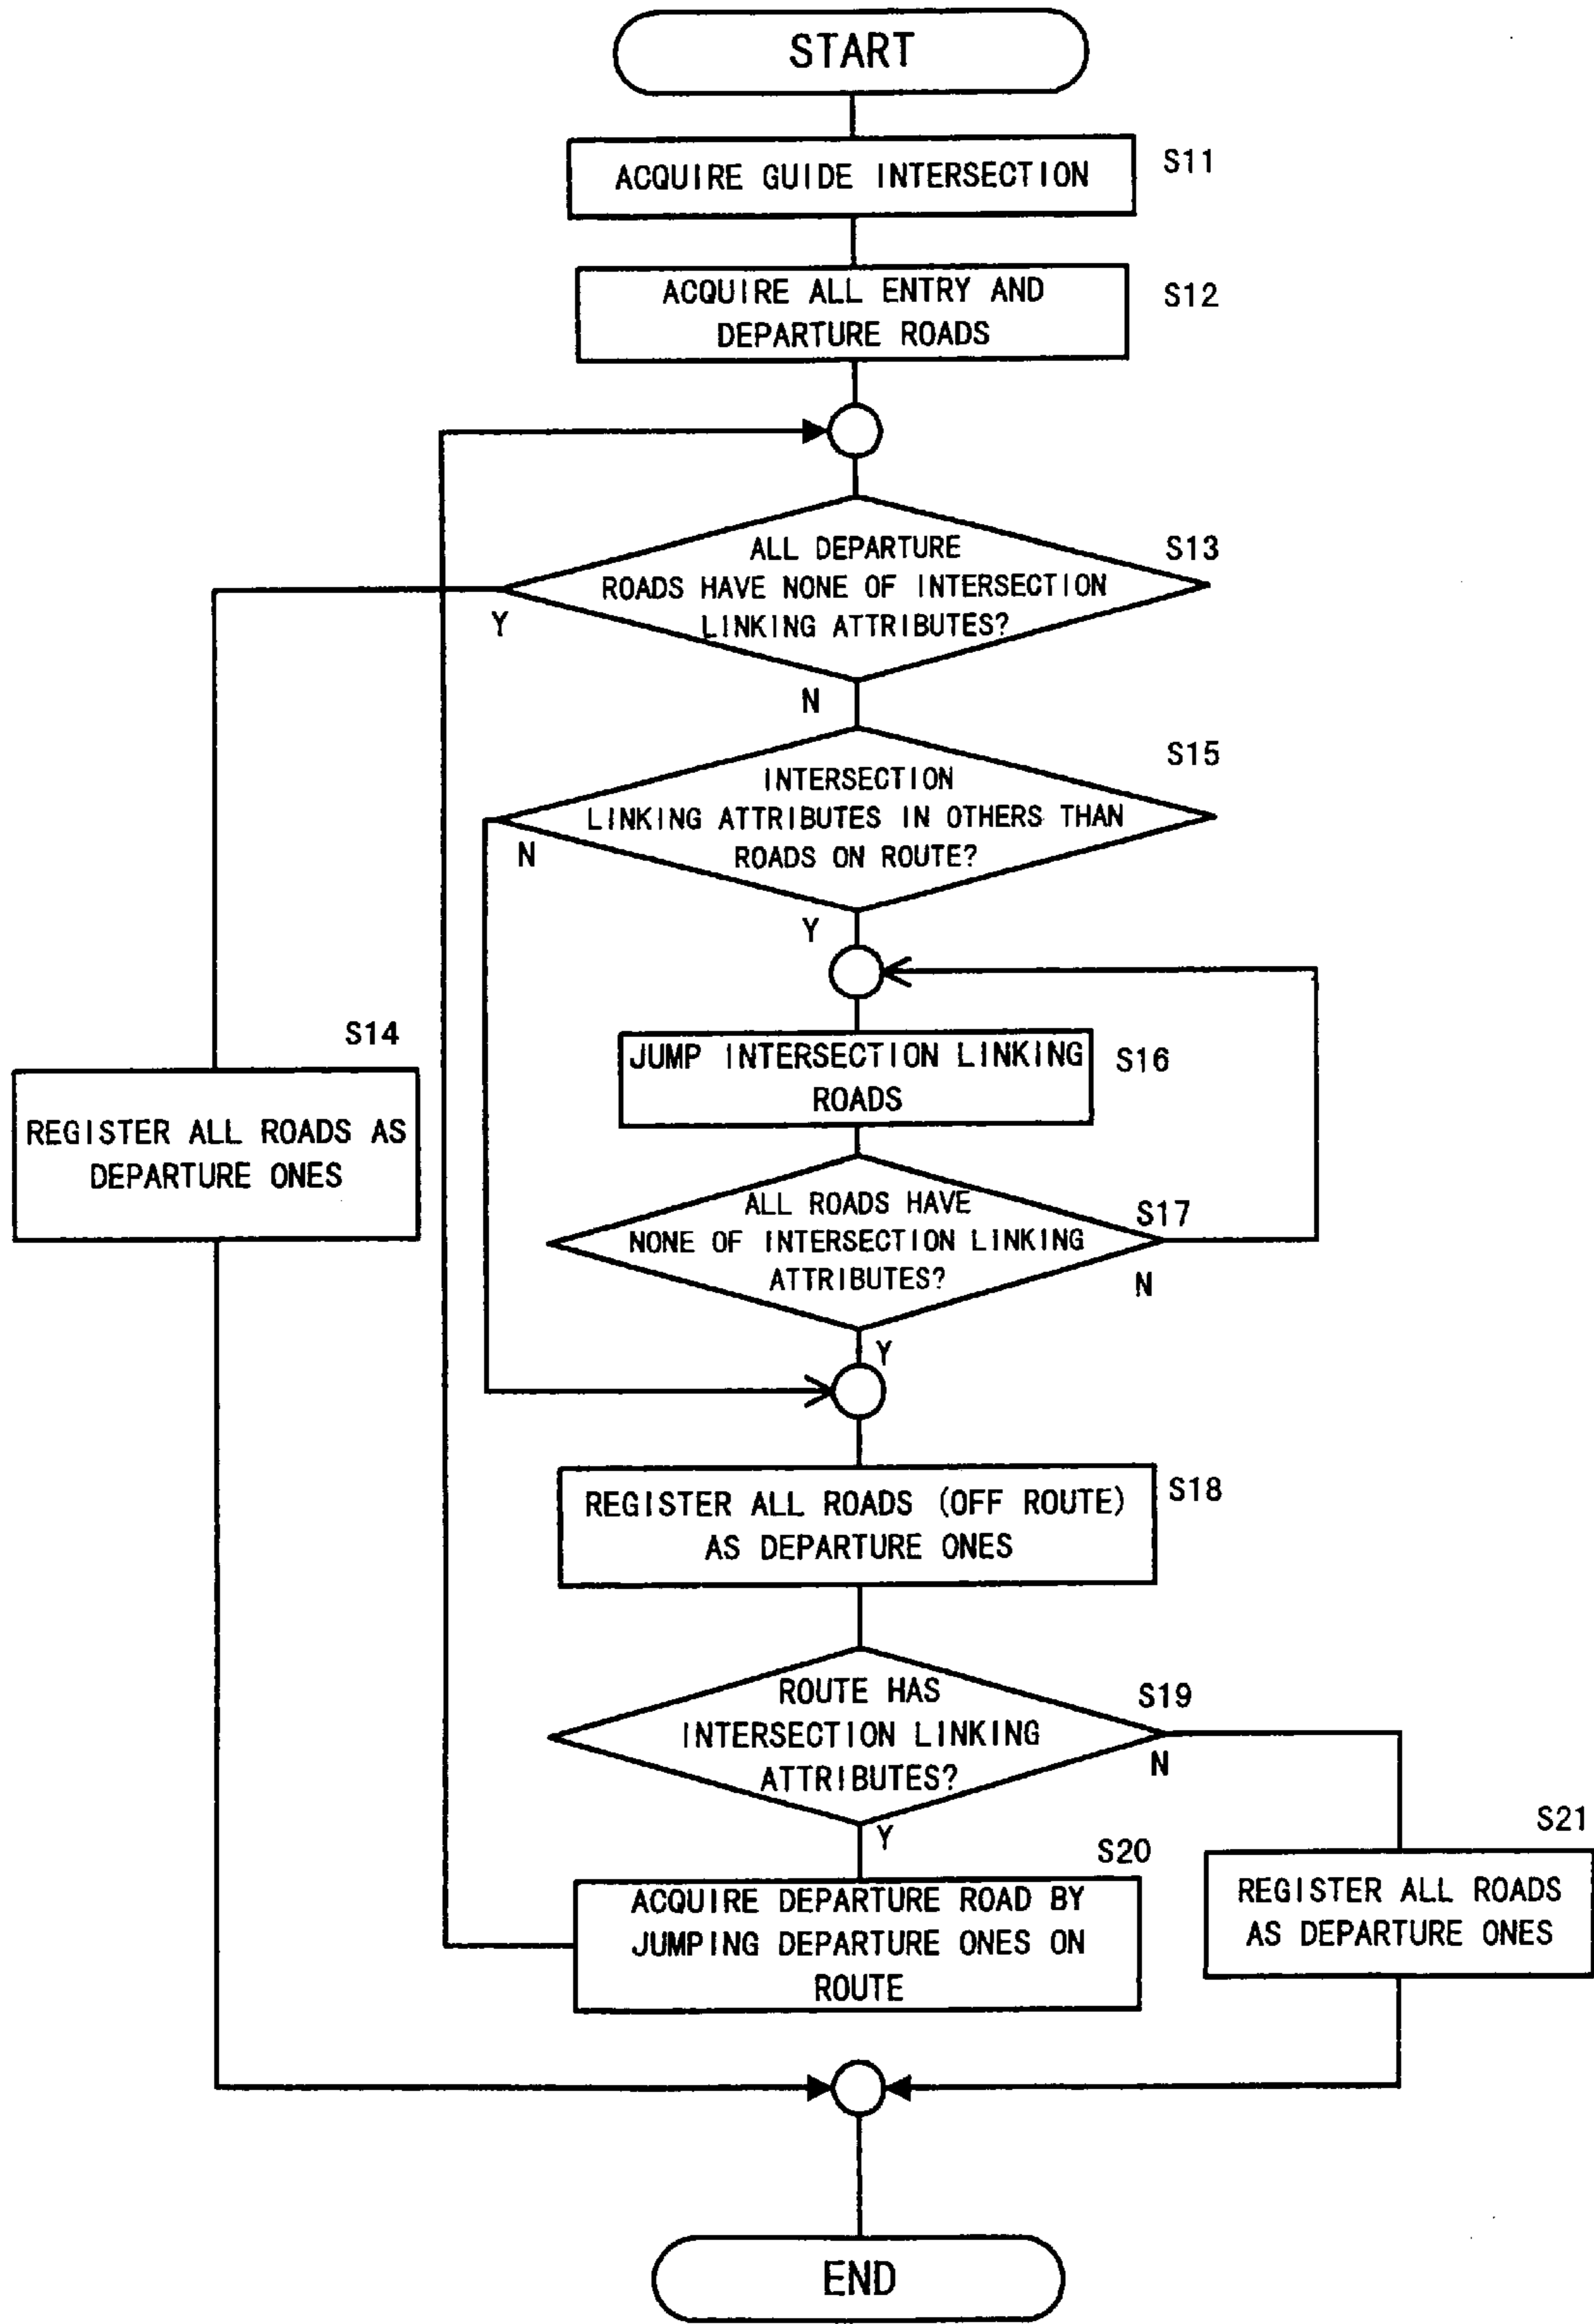 START
ACQUIRE GUIDE INTERSECTION
S11
ACQUIRE ALL ENTRY AND
DEPARTURE ROADS
S12
ALL DEPARTURE
ROADS HAVE NONE OF INTERSECTION
LINKING ATTRIBUTES?
S13
Y
N
INTERSECTION
LINKING ATTRIBUTES IN OTHERS THAN
ROADS ON ROUTE?
S15
N
Y
S14
REGISTER ALL ROADS AS
DEPARTURE ONES
JUMP INTERSECTION LINKING
ROADS
S16
ALL ROADS HAVE
NONE OF INTERSECTION LINKING
ATTRIBUTES?
S17
N
Y
REGISTER ALL ROADS (OFF ROUTE)
AS DEPARTURE ONES
S18
ROUTE HAS
INTERSECTION LINKING
ATTRIBUTES?
S19
N
Y
S20
ACQUIRE DEPARTURE ROAD BY
JUMPING DEPARTURE ONES ON
ROUTE
S21
REGISTER ALL ROADS
AS DEPARTURE ONES
END